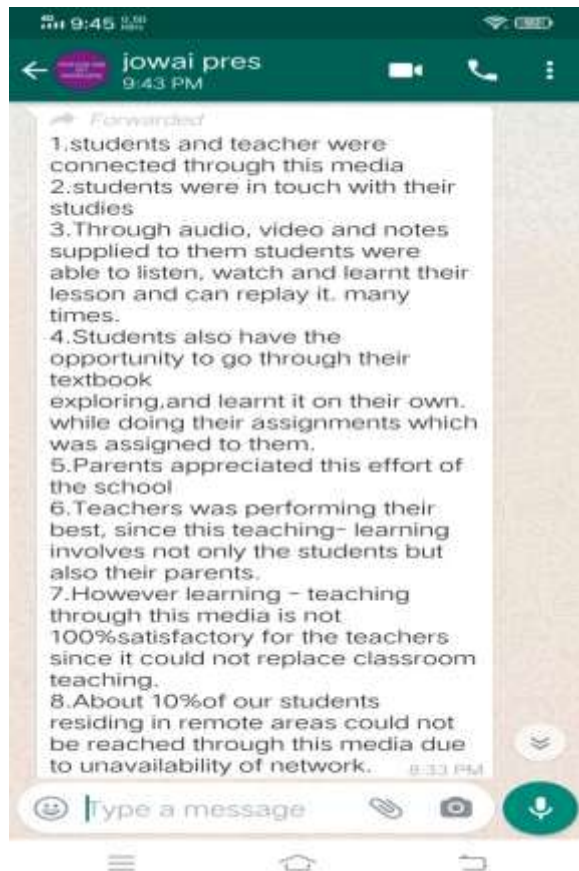 9:45
jowai pres
9:43 PM
Forwarded
1.students and teacher were
connected through this media
2.students were in touch with their
studies
3.Through audio, video and notes
supplied to them students were
able to listen, watch and learnt their
lesson and can replay it. many
times.
4.Students also have the
opportunity to go through their
textbook
exploring,and learnt it on their own.
while doing their assignments which
was assigned to them.
5.Parents appreciated this effort of
the school
6.Teachers was performing their
best, since this teaching- learning
involves not only the students but
also their parents.
7.However learning - teaching
through this media is not
100%satisfactory for the teachers
since it could not replace classroom
teaching.
8.About 10%of our students
residing in remote areas could not
be reached through this media due
to unavailability of network.
8:33 PM
Type a message